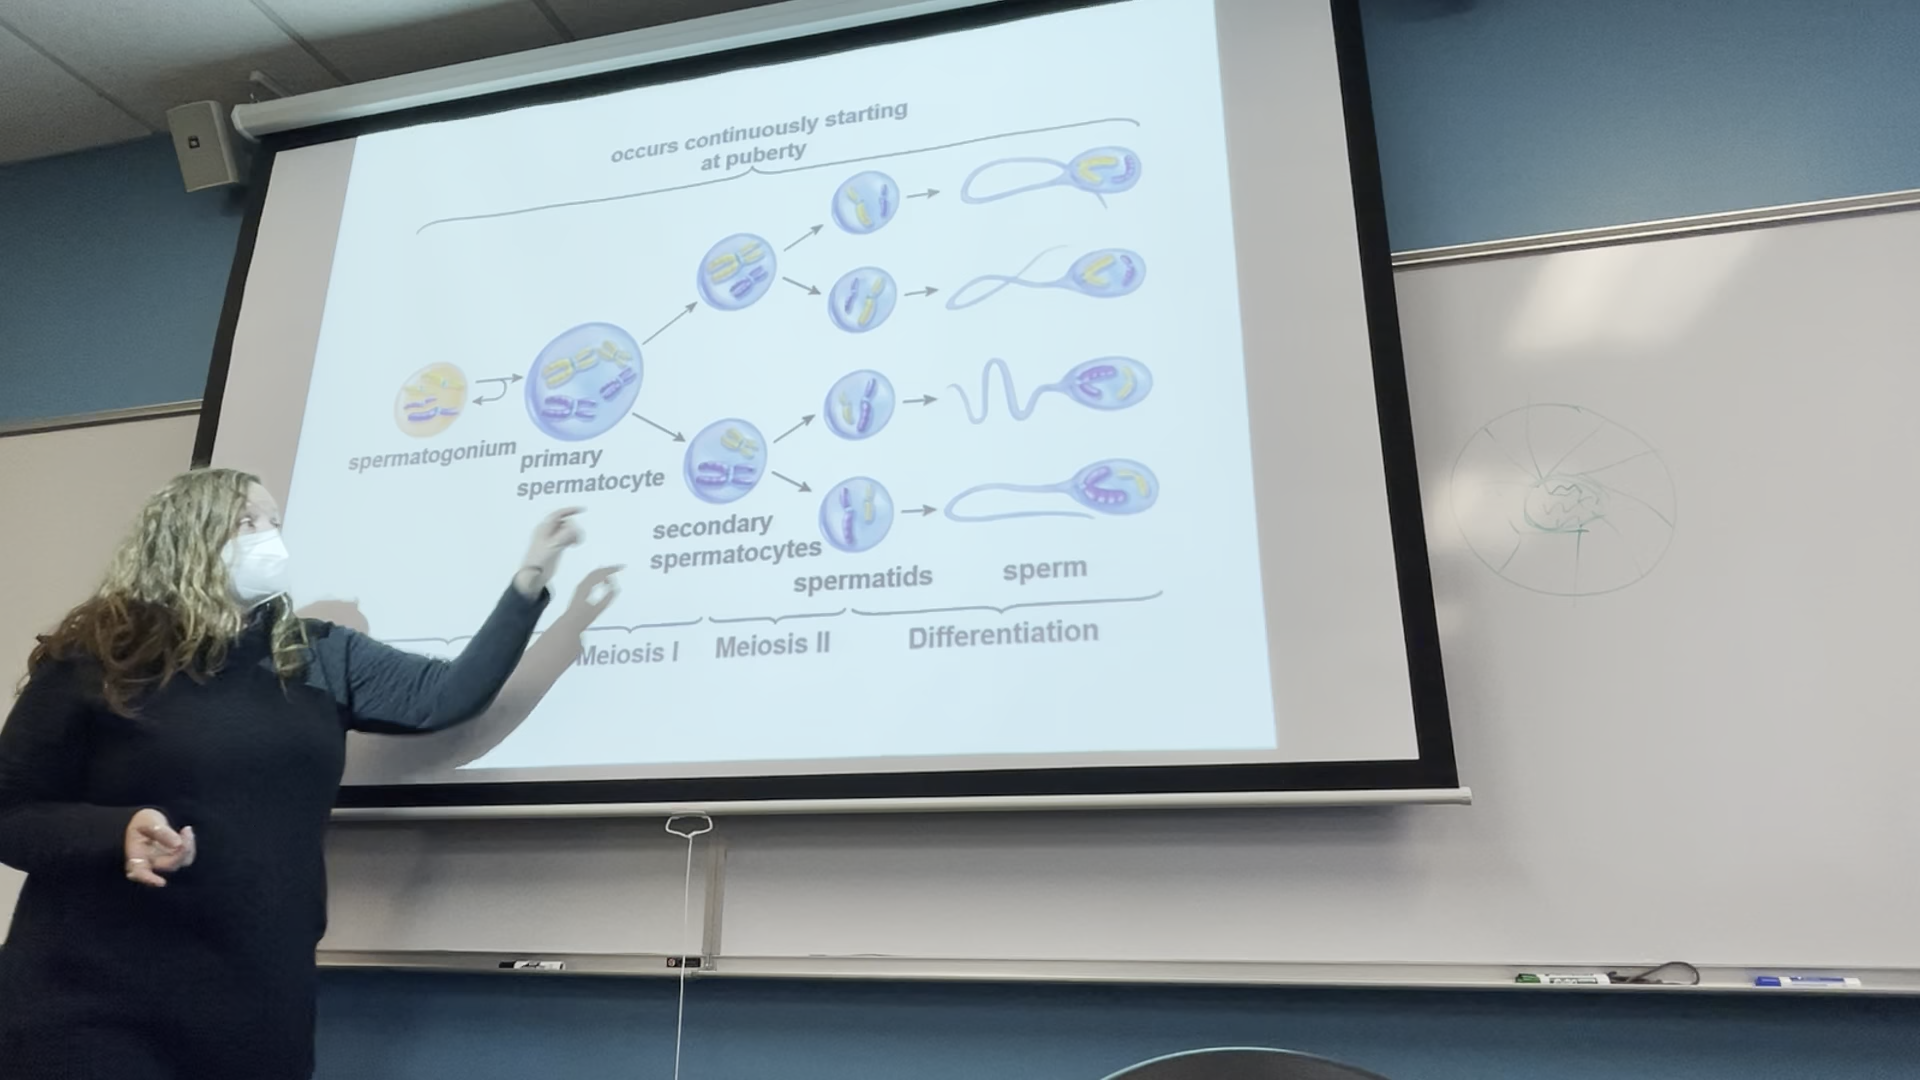 occurs continuously starting
at puberty
spermatogonium
primary
spermatocyte
secondary
spermatocytes
spermatids
sperm
Meiosis I
Meiosis II
Differentiation